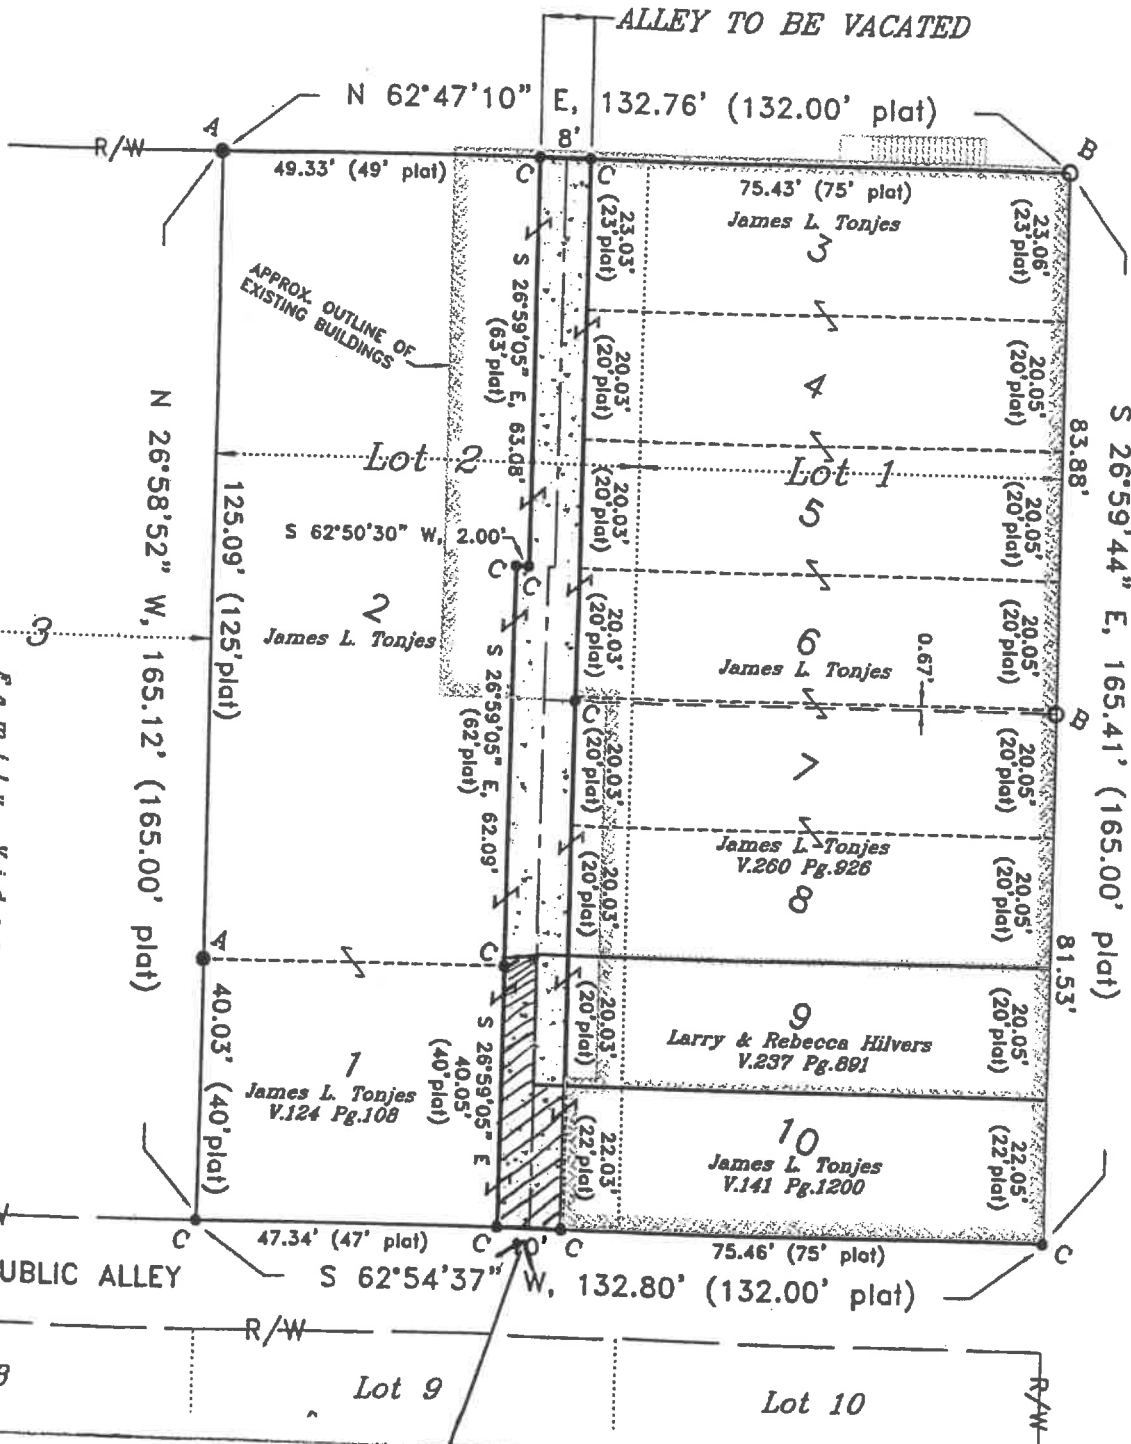 ALLEY TO BE VACATED
N 62°47'10" E, 132.76' (132.00' plat)
8'
A
B
R/W
49.33' (49' plat)
C
C
75.43' (75' plat)
James L. Tonjes
3
23.03'
(23'plat)
23.06'
(23'plat)
APPROX. OUTLINE OF
EXISTING BUILDINGS
S 26°59'05" E, 63.08'
(63'plat)
20.03'
(20'plat)
4
20.05'
(20'plat)
83.88'
S 26°59'44" E, 165.41' (165.00' plat)
N 26°58'52" W, 165.12' (165.00' plat)
Lot 2
Lot 1
125.09' (125'plat)
20.03'
(20'plat)
5
20.05'
(20'plat)
S 62°50'30" W, 2.00'
C
C
2
James L. Tonjes
3
20.03'
(20'plat)
6
James L. Tonjes
0.67'
20.05'
(20'plat)
S 26°59'05" E, 62.09'
(62'plat)
C
B
20.03'
(20'plat)
7
20.05'
(20'plat)
James L. Tonjes
V.260 Pg.926
8
20.03'
(20'plat)
20.05'
(20'plat)
81.53'
A
C
40.03' (40'plat)
1
James L. Tonjes
V.124 Pg.108
S 26°59'05" E
40.05'
(40'plat)
20.03'
(20'plat)
9
Larry & Rebecca Hilvers
V.237 Pg.891
20.05'
(20'plat)
22.03'
(22'plat)
10
James L. Tonjes
V.141 Pg.1200
22.05'
(22'plat)
C
47.34' (47' plat)
C
10'
C
75.46' (75' plat)
C
UBLIC ALLEY
S 62°54'37" W, 132.80' (132.00' plat)
R/W
Lot 9
Lot 10
R/W